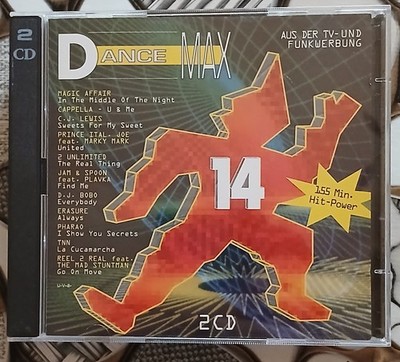 2
CD
DANCE MAX
AUS DER TV-UND
FUNKWERBUNG
MAGIC AFFAIR
In The Middle Of The Night
CAPPELLA - U & Me
C.J. LEWIS
Sweets For My Sweet
PRINCE ITAL. JOE
feat. MARKY MARK
United
2 UNLIMITED
The Real Thing
JAM & SPOON
feat. PLAVKA
Find Me
D.J. BOBO
Everybody
ERASURE
Always
PHARAO
I Show You Secrets
TNN
La Cucamarcha
REEL 2 REAL feat.
THE MAD STUNTMAN
Go On Move
u·v·a·
14
155 Min.
Hit-Power
2CD